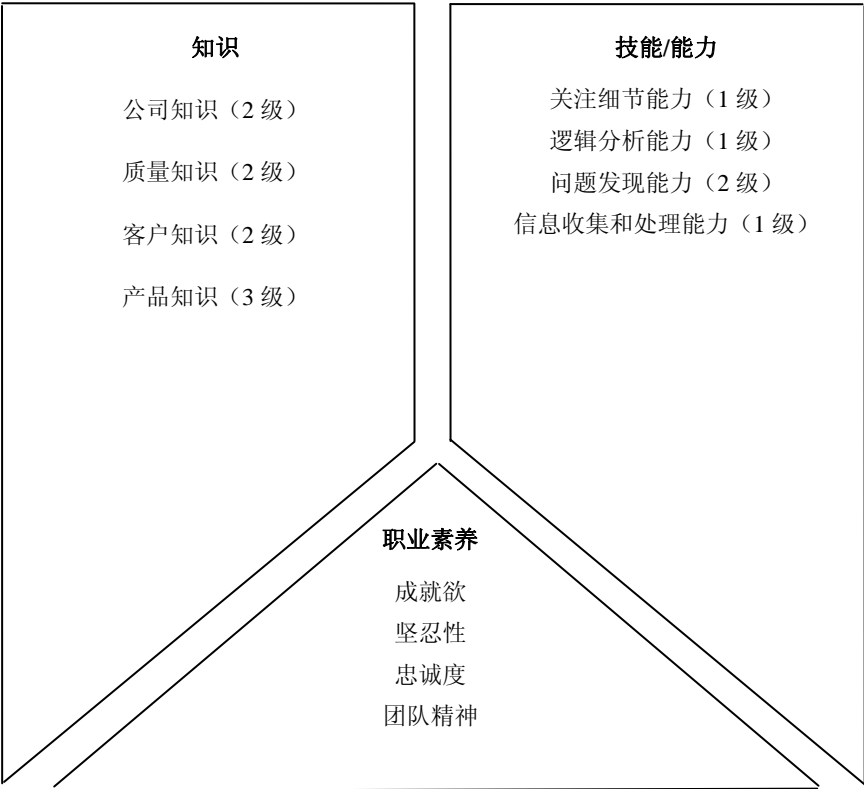 知识
公司知识（2 级）
质量知识（2 级）
客户知识（2 级）
产品知识（3 级）
技能/能力
关注细节能力（1 级）
逻辑分析能力（1 级）
问题发现能力（2 级）
信息收集和处理能力（1 级）
职业素养
成就欲
坚忍性
忠诚度
团队精神